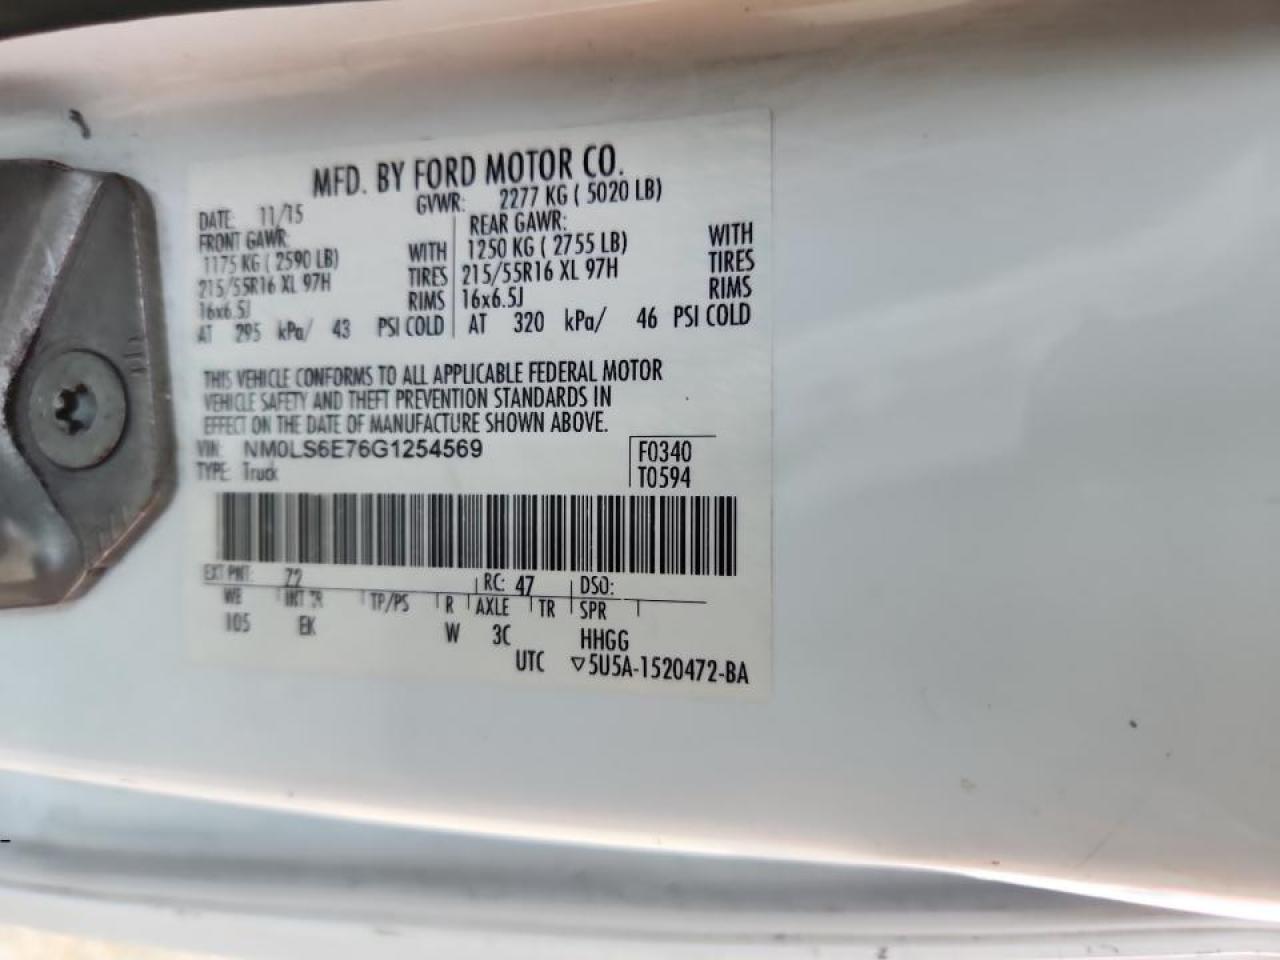 MFD. BY FORD MOTOR CO.
DATE: 11/15 GVWR: 2277 KG ( 5020 LB)
FRONT GAWR: REAR GAWR:
1175 KG ( 2590 LB) WITH 1250 KG ( 2755 LB) WITH
215/55R16 XL 97H TIRES 215/55R16 XL 97H TIRES
16x6.5J RIMS 16x6.5J RIMS
AT 295 kPa/ 43 PSI COLD AT 320 kPa/ 46 PSI COLD
THIS VEHICLE CONFORMS TO ALL APPLICABLE FEDERAL MOTOR
VEHICLE SAFETY AND THEFT PREVENTION STANDARDS IN
EFFECT ON THE DATE OF MANUFACTURE SHOWN ABOVE.
VIN: NM0LS6E76G1254569 F0340
TYPE: Truck T0594
EXT PNT: Z2 RC: 47 DSO:
WB INT TR TP/PS R AXLE TR SPR
105 EK W 3C HHGG
UTC ▽5U5A-1520472-BA